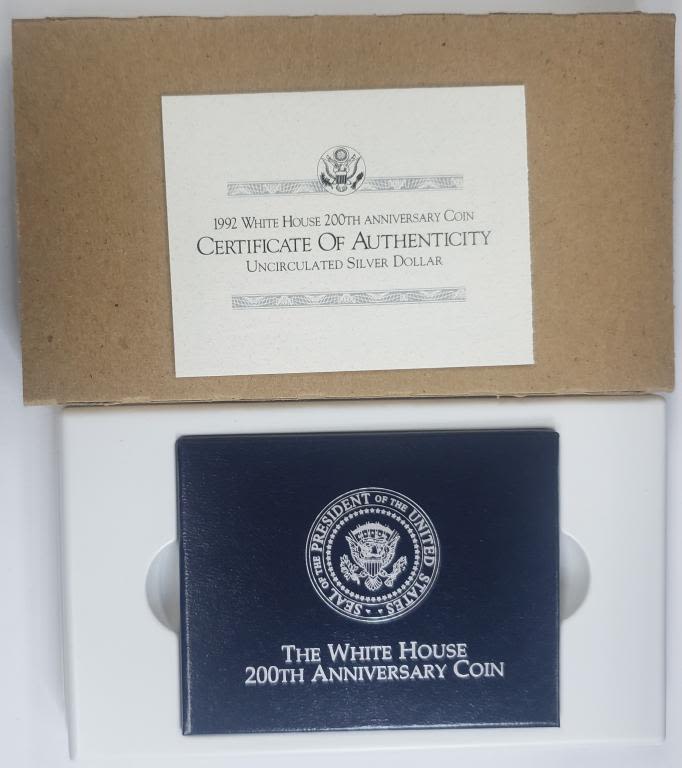 1992 WHITE HOUSE 200TH ANNIVERSARY COIN
CERTIFICATE OF AUTHENTICITY
UNCIRCULATED SILVER DOLLAR
SEAL OF THE PRESIDENT OF THE UNITED STATES
THE WHITE HOUSE
200TH ANNIVERSARY COIN